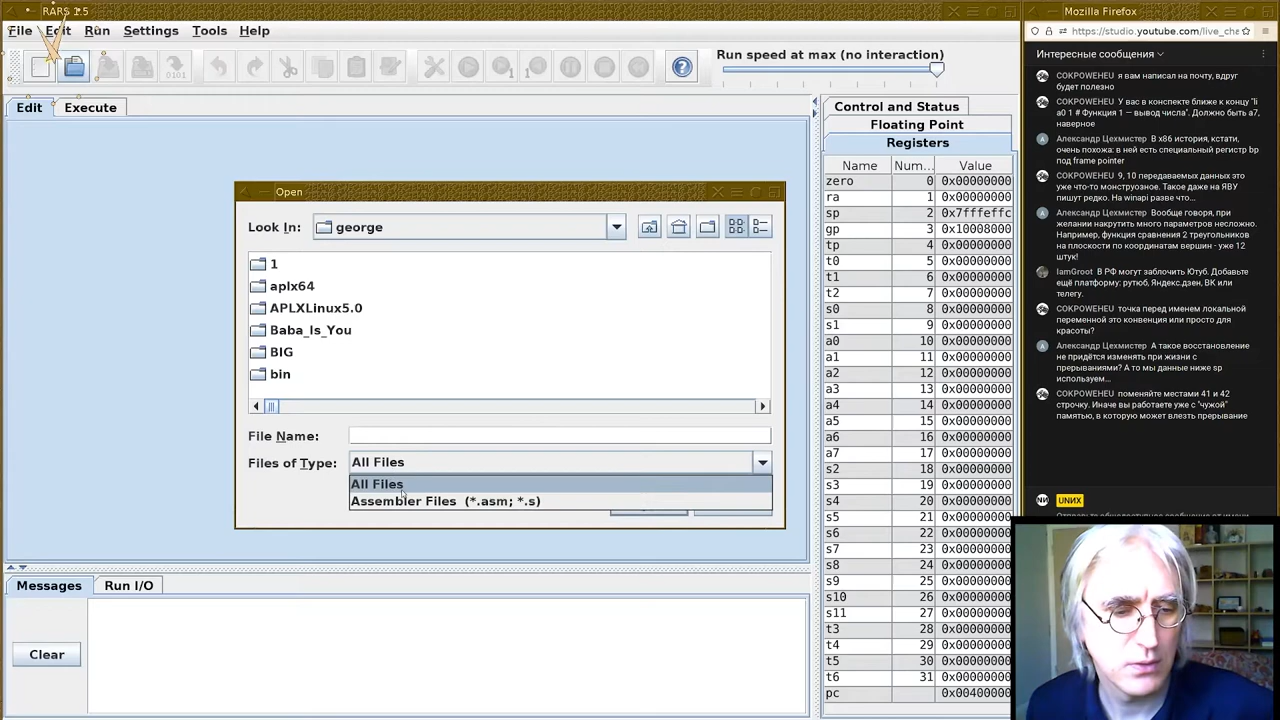 RARS 1.5
File Edit Run Settings Tools Help
Run speed at max (no interaction)
Edit
Execute
Open
Look In:
george
1
aplx64
APLXLinux5.0
Baba_Is_You
BIG
bin
File Name:
Files of Type:
All Files
All Files
Assembler Files (*.asm; *.s)
Messages
Run I/O
Clear
Control and Status
Floating Point
Registers
Name Num... Value
zero 0 0x00000000
ra 1 0x00000000
sp 2 0x7fffeffc
gp 3 0x10008000
tp 4 0x00000000
t0 5 0x00000000
t1 6 0x00000000
t2 7 0x00000000
s0 8 0x00000000
s1 9 0x00000000
a0 10 0x00000000
a1 11 0x00000000
a2 12 0x00000000
a3 13 0x00000000
a4 14 0x00000000
a5 15 0x00000000
a6 16 0x00000000
a7 17 0x00000000
s2 18 0x00000000
s3 19 0x00000000
s4 20 0x00000000
s5 21 0x00000000
s6 22 0x00000000
s7 23 0x00000000
s8 24 0x00000000
s9 25 0x00000000
s10 26 0x00000000
s11 27 0x00000000
t3 28 0x00000000
t4 29 0x00000000
t5 30 0x00000000
t6 31 0x00000000
pc 0x00400000
Mozilla Firefox
https://studio.youtube.com/live_cha
Интересные сообщения
COKPOWEHEU я вам написал на почту, вдруг
будет полезно
COKPOWEHEU У вас в конспекте ближе к концу "li
a0 1 # Функция 1 — вывод числа". Должно быть a7,
наверное
Александр Цехмистер В x86 история, кстати,
очень похожа: в ней есть специальный регистр bp
под frame pointer
COKPOWEHEU 9, 10 передаваемых данных это
уже что-то монструозное. Такое даже на ЯВУ
пишут редко. На winapi разве что...
Александр Цехмистер Вообще говоря, при
желании накрутить много параметров несложно.
Например, функция сравнения 2 треугольников
на плоскости по координатам вершин - уже 12
штук!
IamGroot В РФ могут заблочить Ютуб. Добавьте
ещё платформу: рутюб, Яндекс.дзен, ВК или
телегу.
COKPOWEHEU точка перед именем локальной
переменной это конвенция или просто для
красоты?
Александр Цехмистер А такое восстановление
не придётся изменять при жизни с
прерываниями? А то мы данные ниже sp
используем...
COKPOWEHEU поменяйте местами 41 и 42
строчку. Иначе вы работаете уже с "чужой"
памятью, в которую может влезть прерывание
UNИX